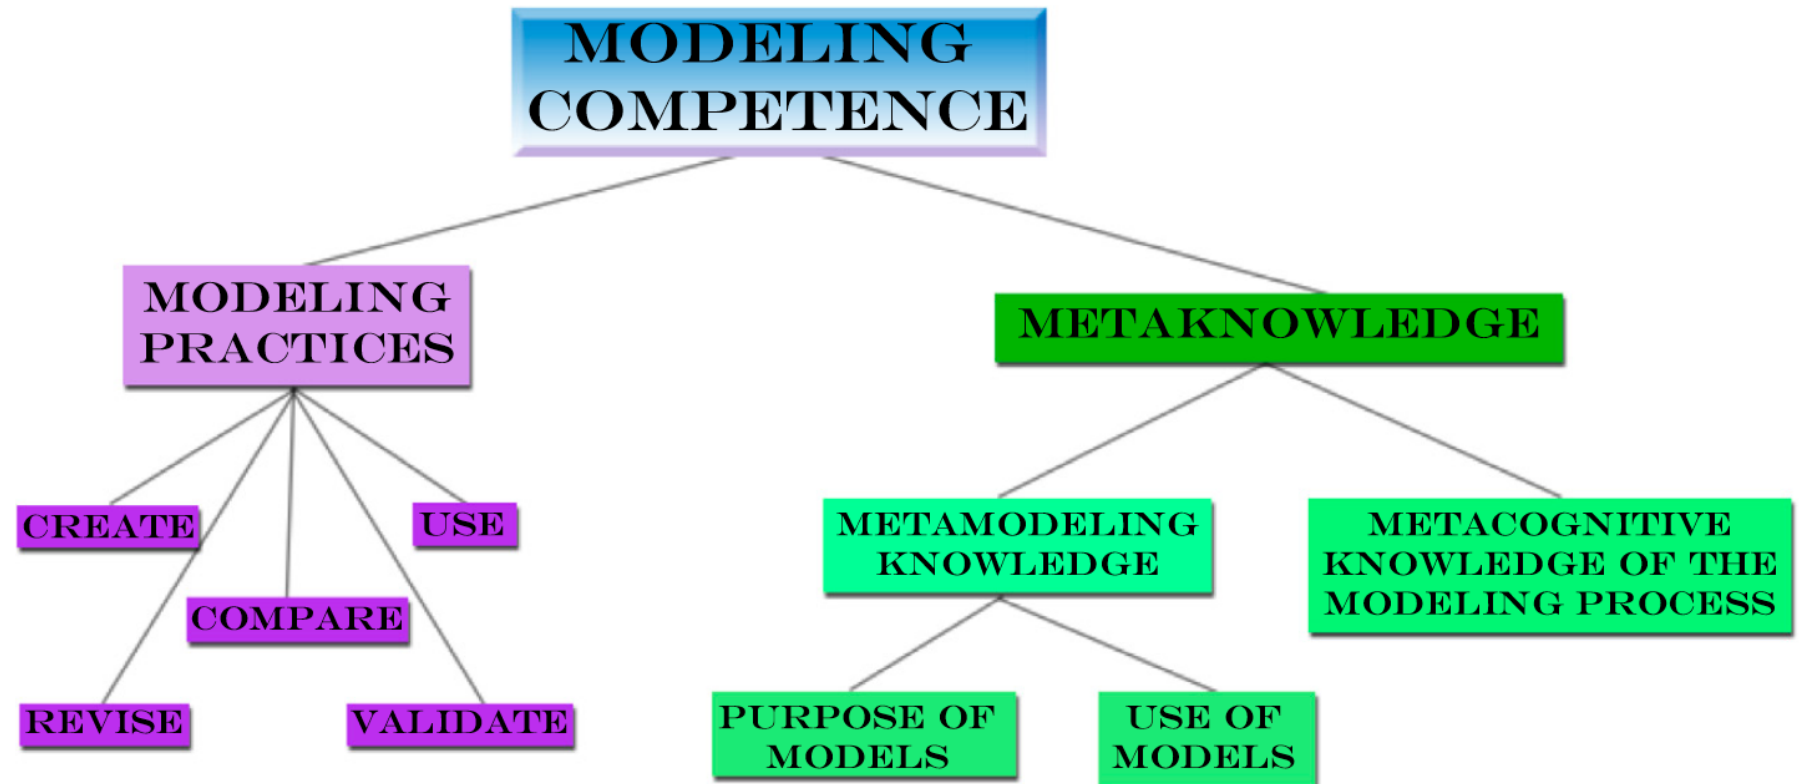 MODELING
COMPETENCE
MODELING
PRACTICES
METAKNOWLEDGE
CREATE
USE
COMPARE
REVISE
VALIDATE
METAMODELING
KNOWLEDGE
METACOGNITIVE
KNOWLEDGE OF THE
MODELING PROCESS
PURPOSE OF
MODELS
USE OF
MODELS